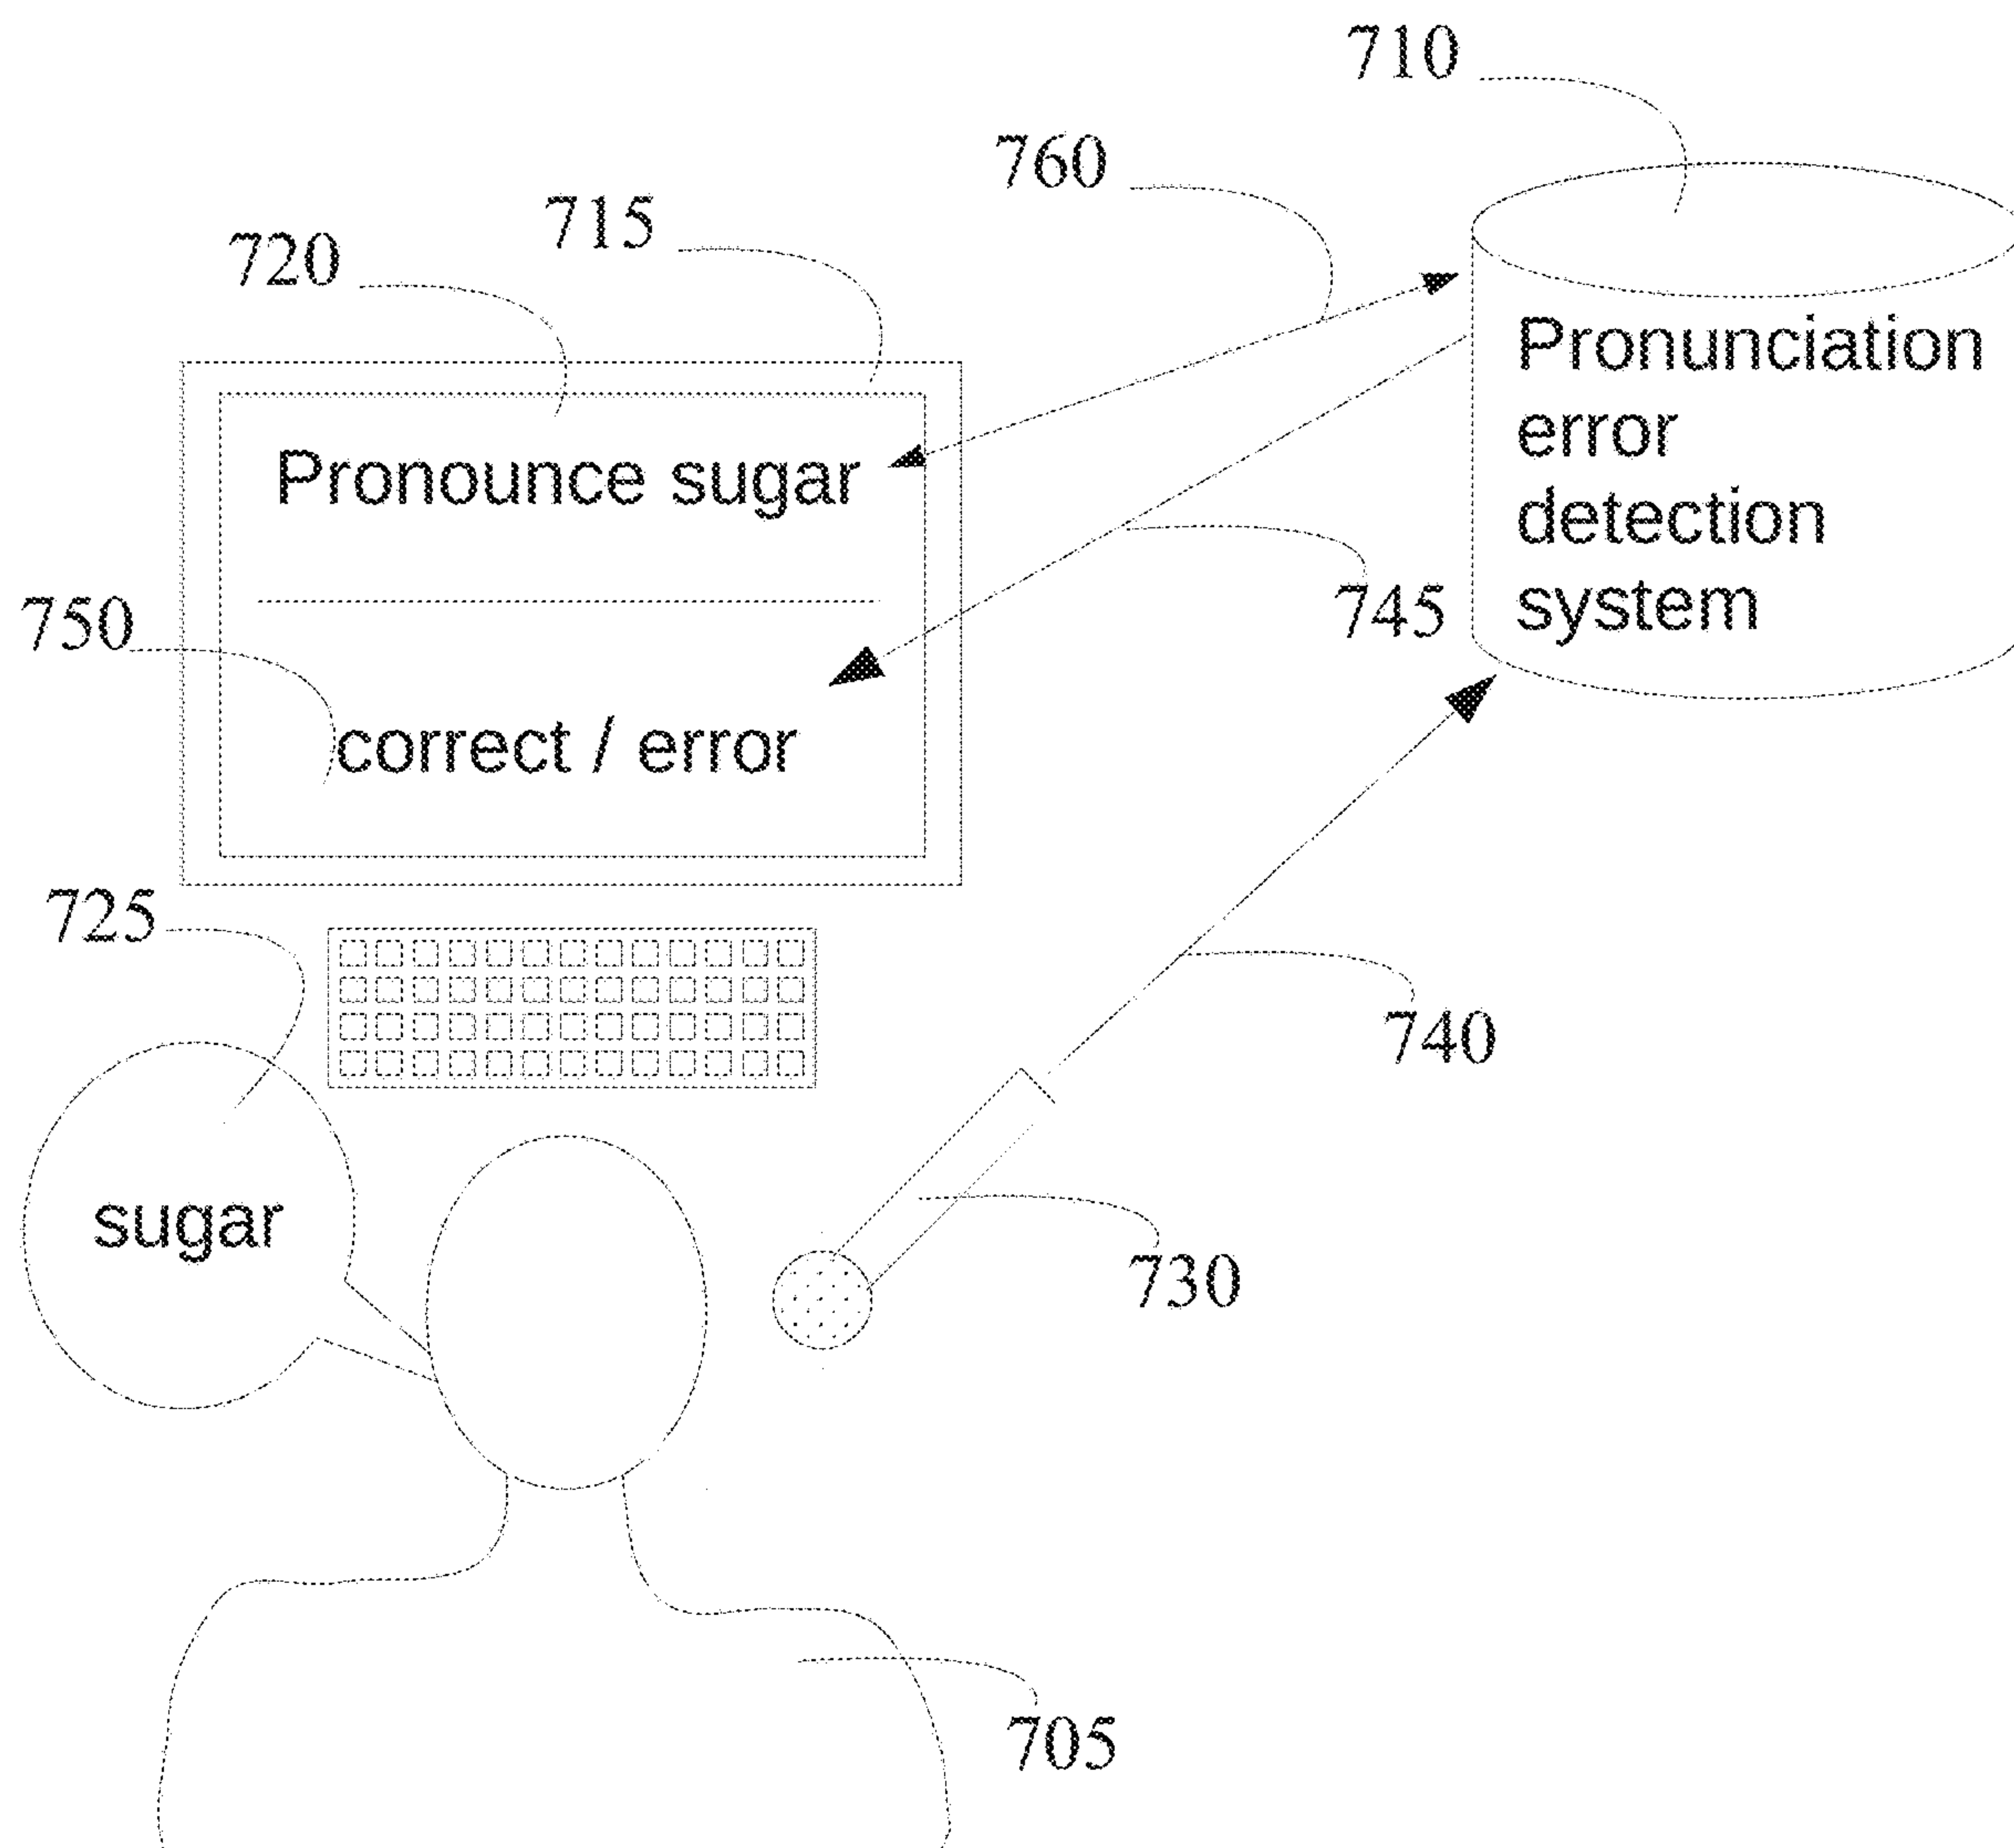 710
760
715
720
Pronunciation
error
detection
system
Pronounce sugar
745
750
correct / error
725
740
sugar
730
705